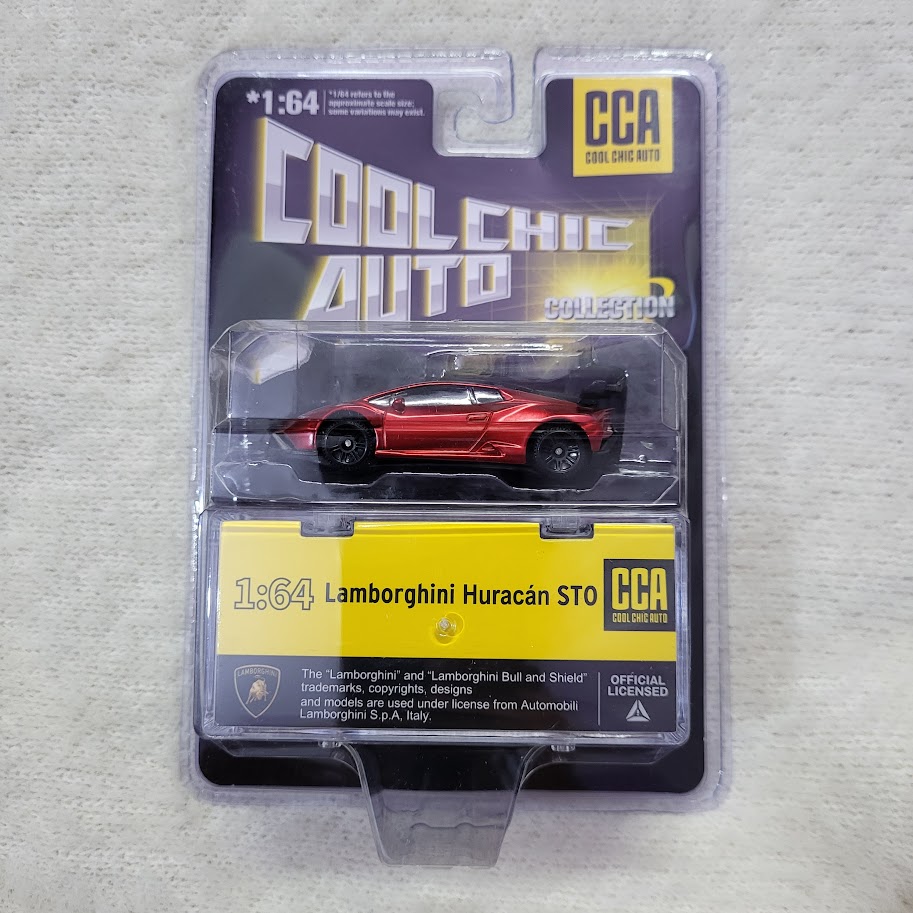 *1:64
*1/64 refers to the
approximate scale size;
some variations may exist.
CCA
COOL CHIC AUTO
COOL CHIC
AUTO
COLLECTION
1:64 Lamborghini Huracán STO
CCA
COOL CHIC AUTO
LAMBORGHINI
The "Lamborghini" and "Lamborghini Bull and Shield"
trademarks, copyrights, designs
and models are used under license from Automobili
Lamborghini S.p.A, Italy.
OFFICIAL
LICENSED